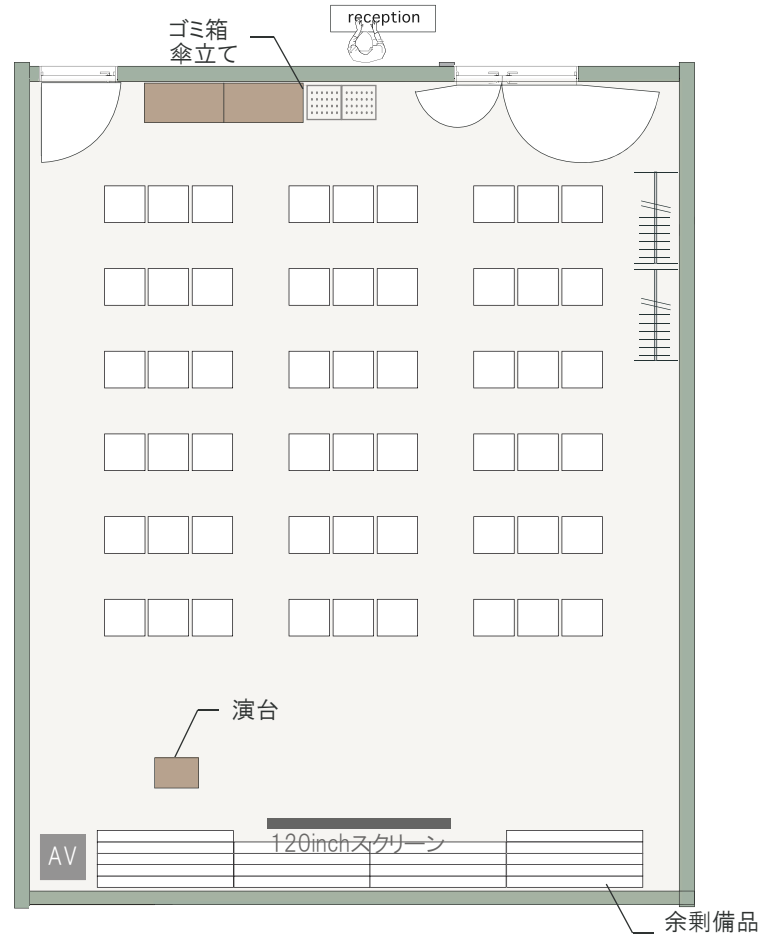 reception
ゴミ箱
傘立て
演台
120inchスクリーン
AV
余剰備品